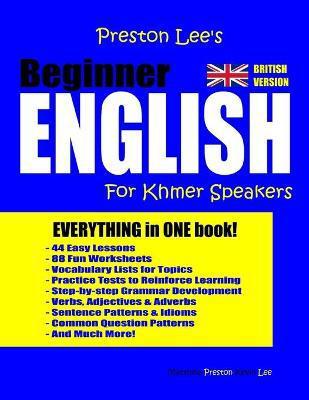 Preston Lee's
Beginner
BRITISH
VERSION
ENGLISH
For Khmer Speakers
EVERYTHING in ONE book!
- 44 Easy Lessons
- 88 Fun Worksheets
- Vocabulary Lists for Topics
- Practice Tests to Reinforce Learning
- Step-by-step Grammar Development
- Verbs, Adjectives & Adverbs
- Sentence Patterns & Idioms
- Common Question Patterns
- And Much More!
Preston Lee